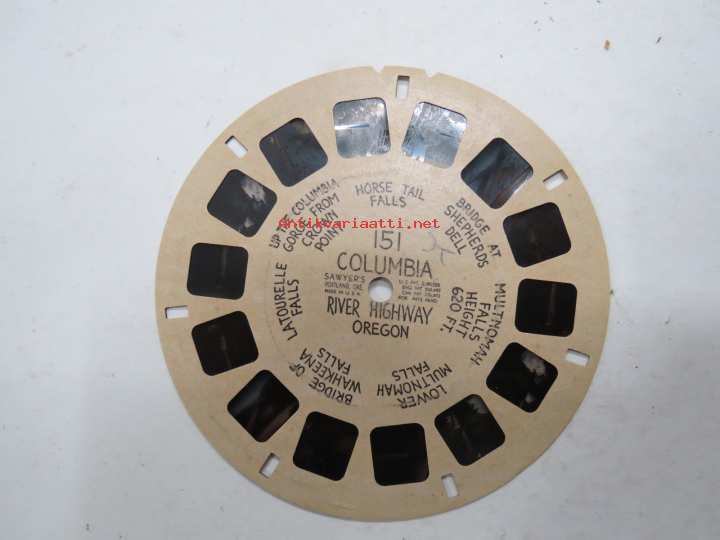 HORSE TAIL
FALLS
BRIDGE AT
SHEPHERDS
DELL
MULTNOMAH
FALLS
HEIGHT
620 FT.
LOWER
MULTNOMAH
FALLS
BRIDGE OF
WAHKEENA
FALLS
LATOURELLE
FALLS
UP THE COLUMBIA
GORGE FROM
CROWN
POINT
Antikvariaatti.net
151
COLUMBIA
SAWYER'S
PORTLAND, ORE.
MADE IN U.S.A.
RIVER HIGHWAY
OREGON